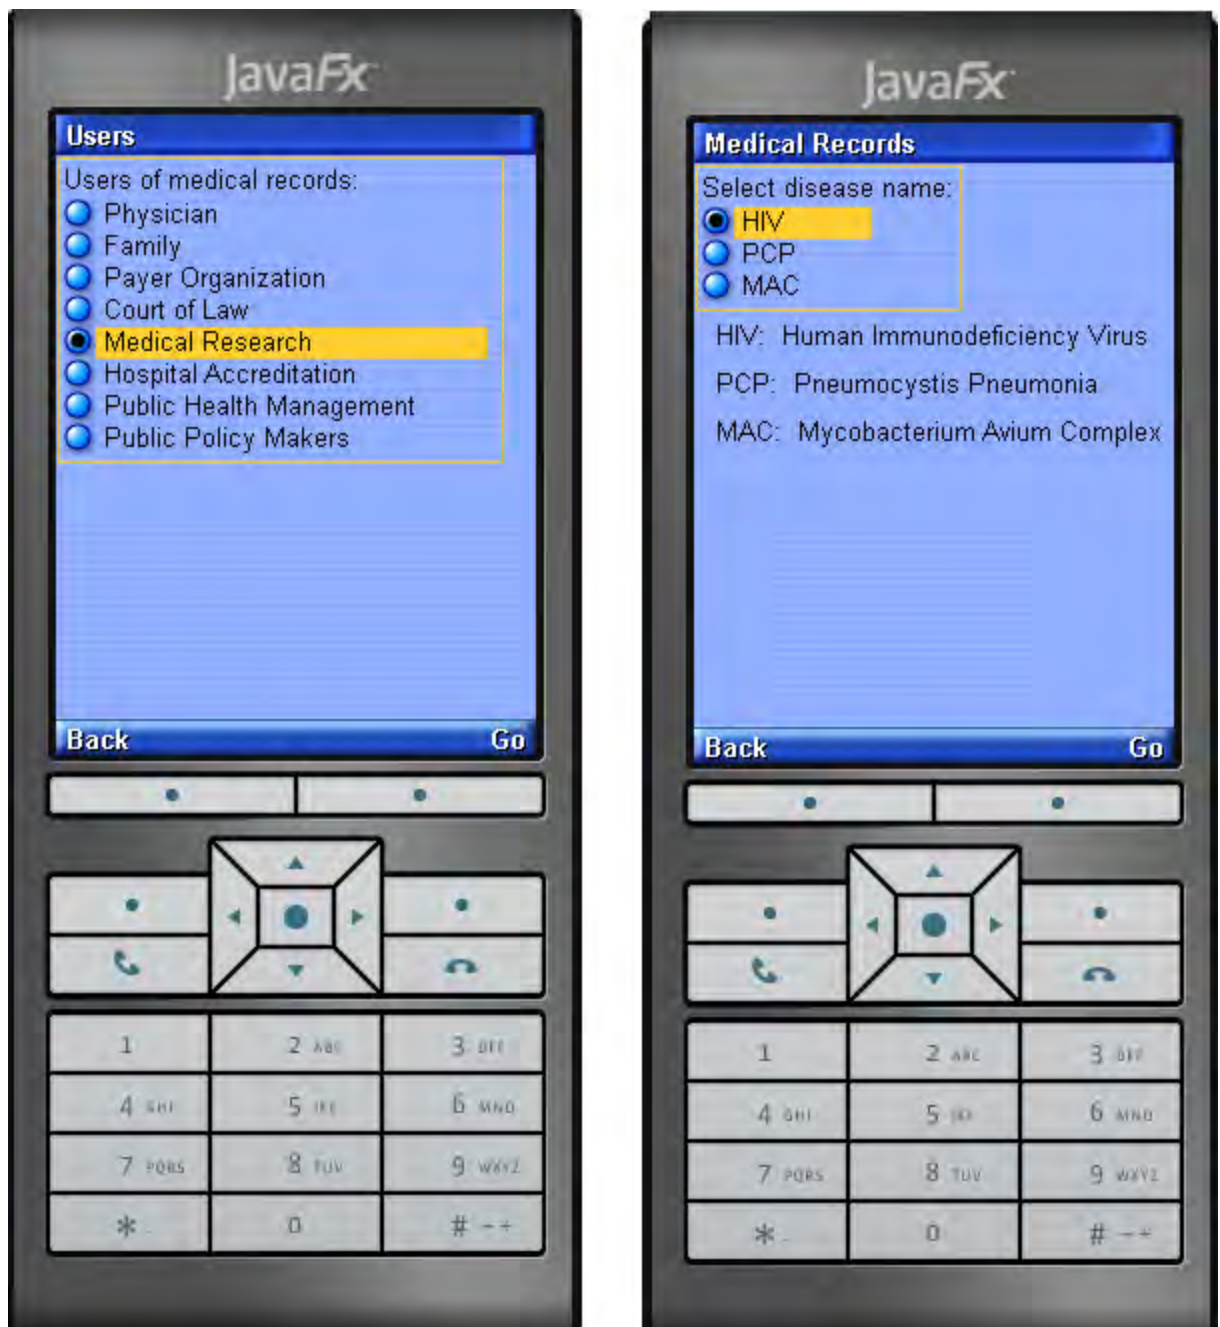 JavaFx
Users
Users of medical records:
Physician
Family
Payer Organization
Court of Law
Medical Research
Hospital Accreditation
Public Health Management
Public Policy Makers
Back Go
1 2 ABC 3 DEF
4 GHI 5 JKL 6 MNO
7 PQRS 8 TUV 9 WXYZ
* 0 # -+
JavaFx
Medical Records
Select disease name:
HIV
PCP
MAC
HIV: Human Immunodeficiency Virus
PCP: Pneumocystis Pneumonia
MAC: Mycobacterium Avium Complex
Back Go
1 2 ABC 3 DEF
4 GHI 5 JKL 6 MNO
7 PQRS 8 TUV 9 WXYZ
* 0 # -+